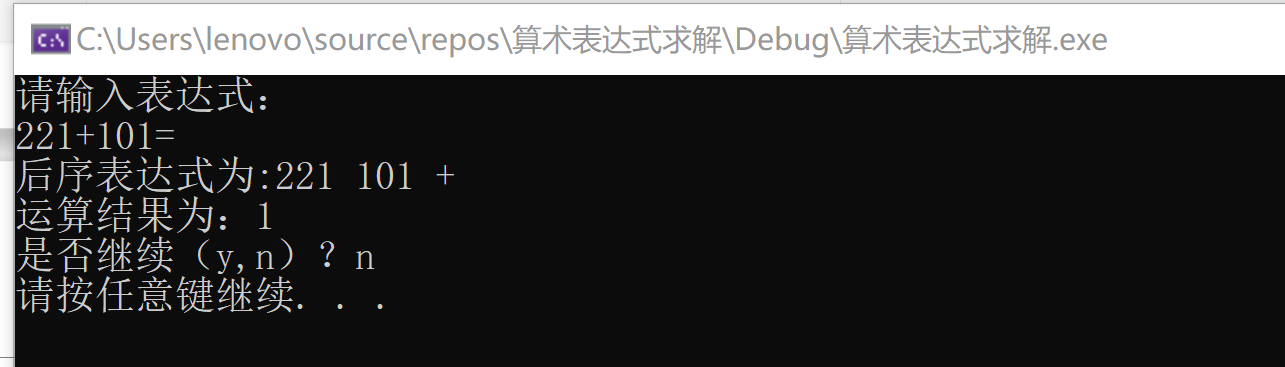 C:\Users\lenovo\source\repos\算术表达式求解\Debug\算术表达式求解.exe
请输入表达式：
221+101=
后序表达式为:221 101 +
运算结果为：1
是否继续（y,n）？n
请按任意键继续. . .